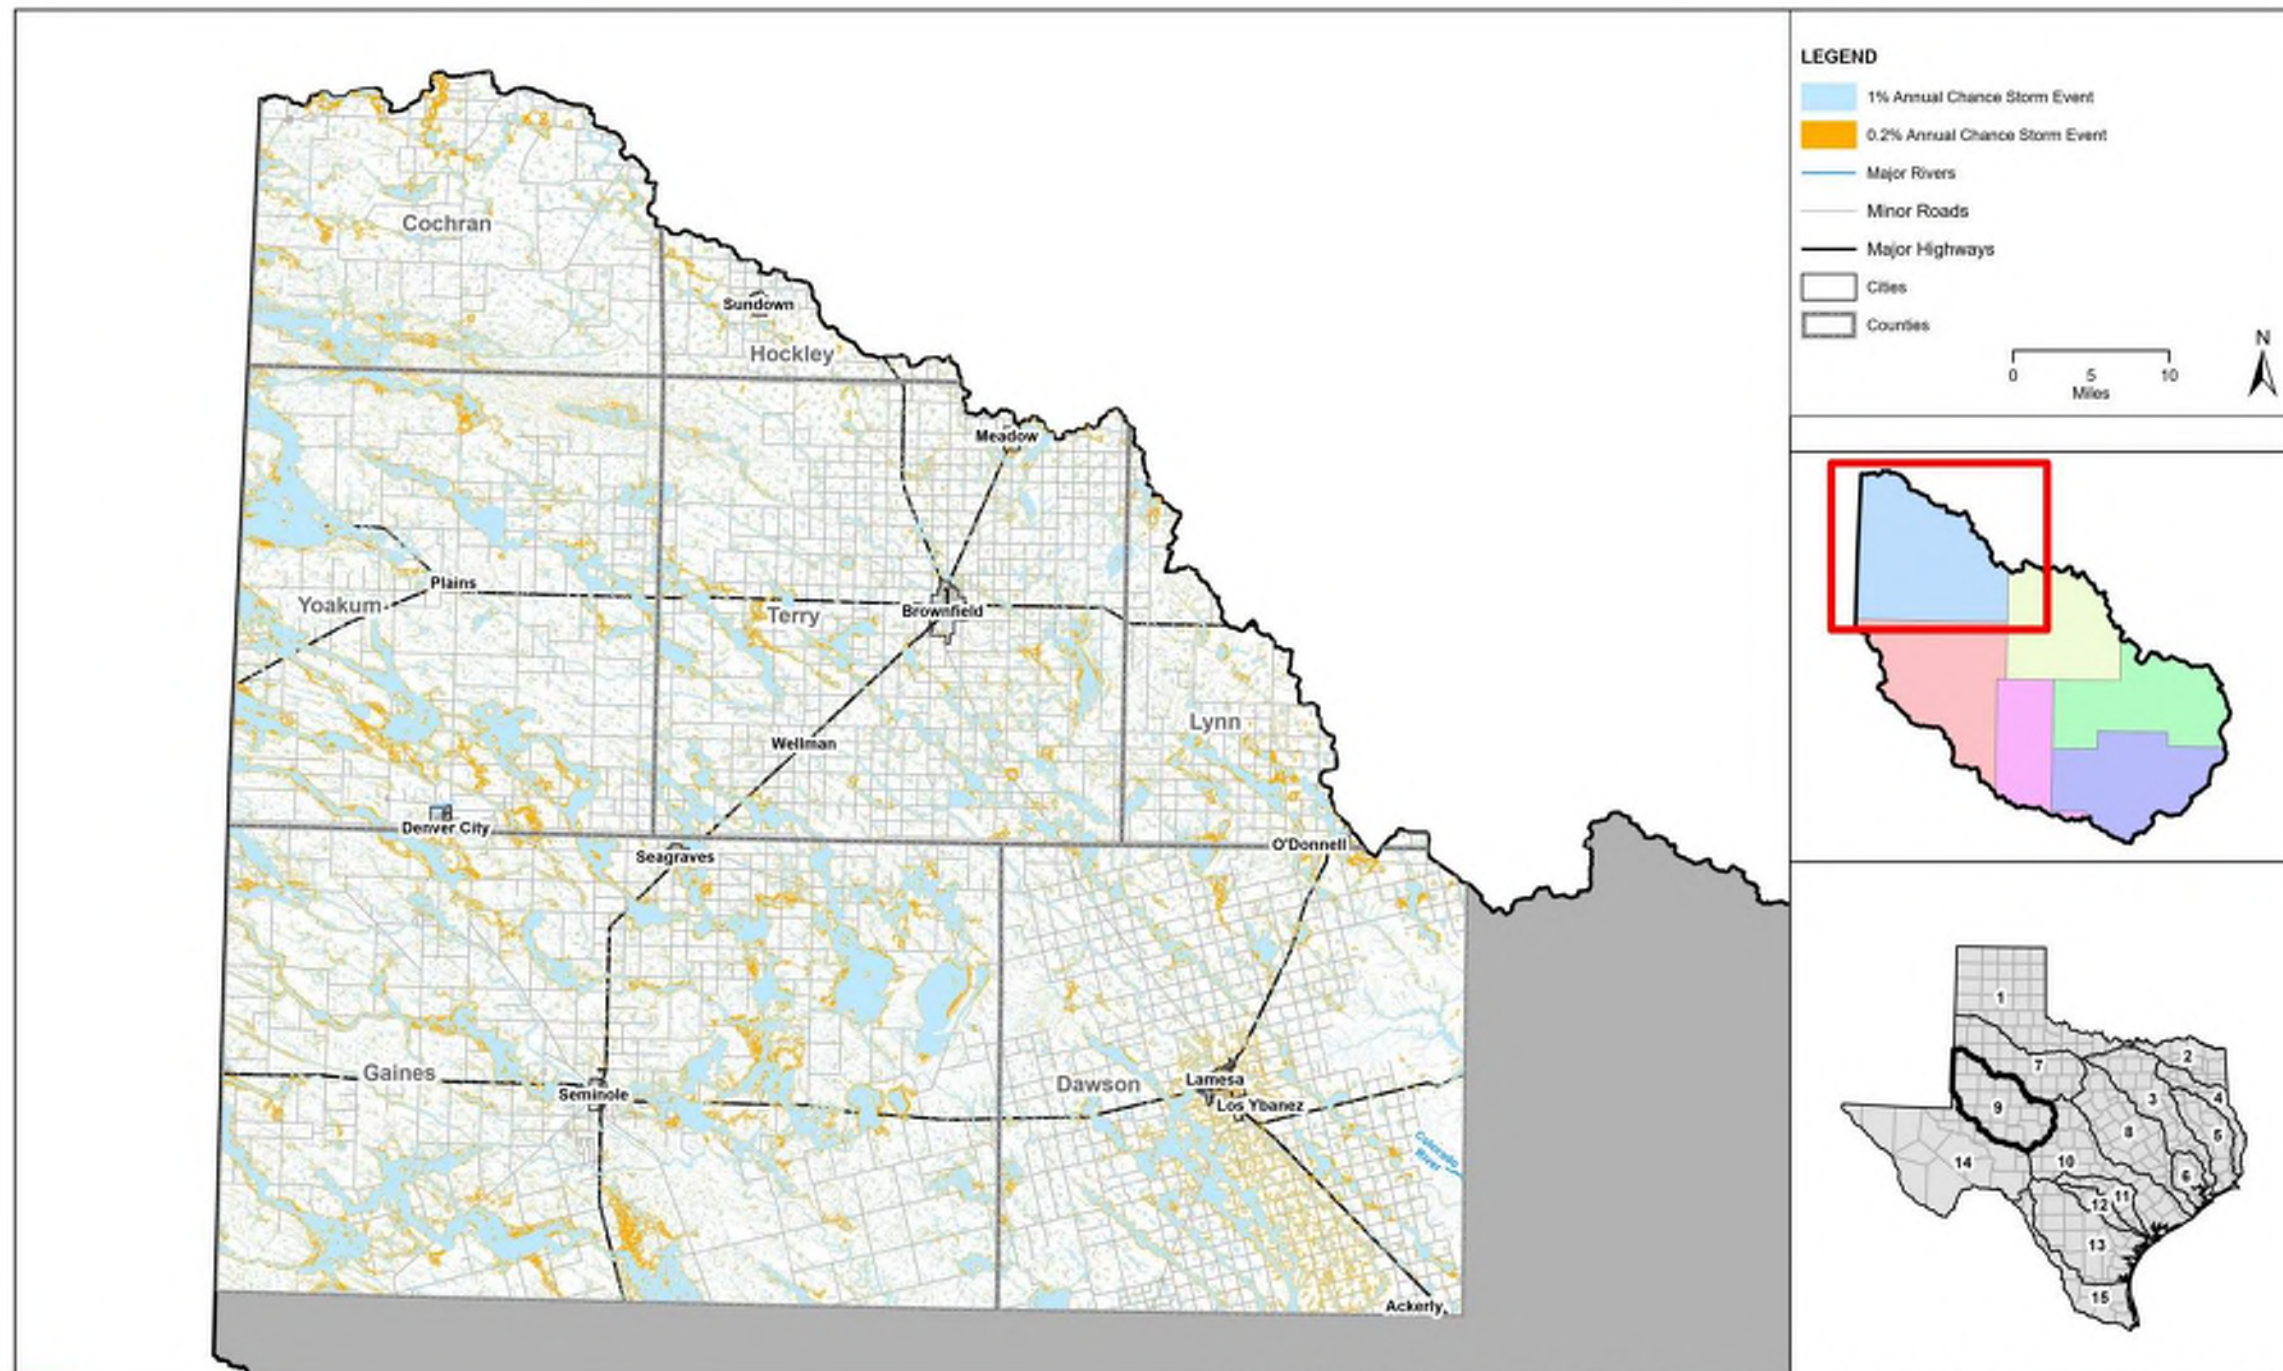 Cochran
Sundown
Hockley
Meadow
Plains
Yoakum
Terry
Brownfield
Lynn
Wellman
Denver City
Seagraves
O'Donnell
Gaines
Seminole
Dawson
Lamesa
Los Ybanez
Colorado
River
Ackerly
LEGEND
1% Annual Chance Storm Event
0.2% Annual Chance Storm Event
Major Rivers
Minor Roads
Major Highways
Cities
Counties
N
0 5 10
Miles
1
2
7
3
4
9
8
5
14
10
6
11
12
13
15